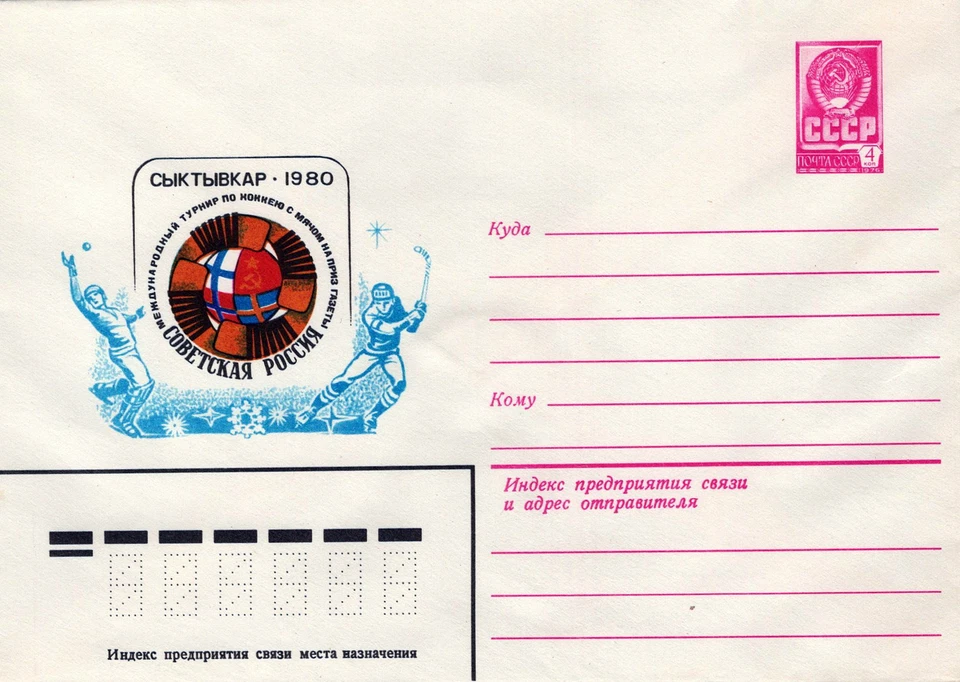 СССР
ПОЧТА СССР 4 КОП
1976
СЫКТЫВКАР · 1980
МЕЖДУНАРОДНЫЙ ТУРНИР ПО ХОККЕЮ С МЯЧОМ НА ПРИЗ ГАЗЕТЫ
СОВЕТСКАЯ РОССИЯ
Куда
Кому
Индекс предприятия связи
и адрес отправителя
Индекс предприятия связи места назначения